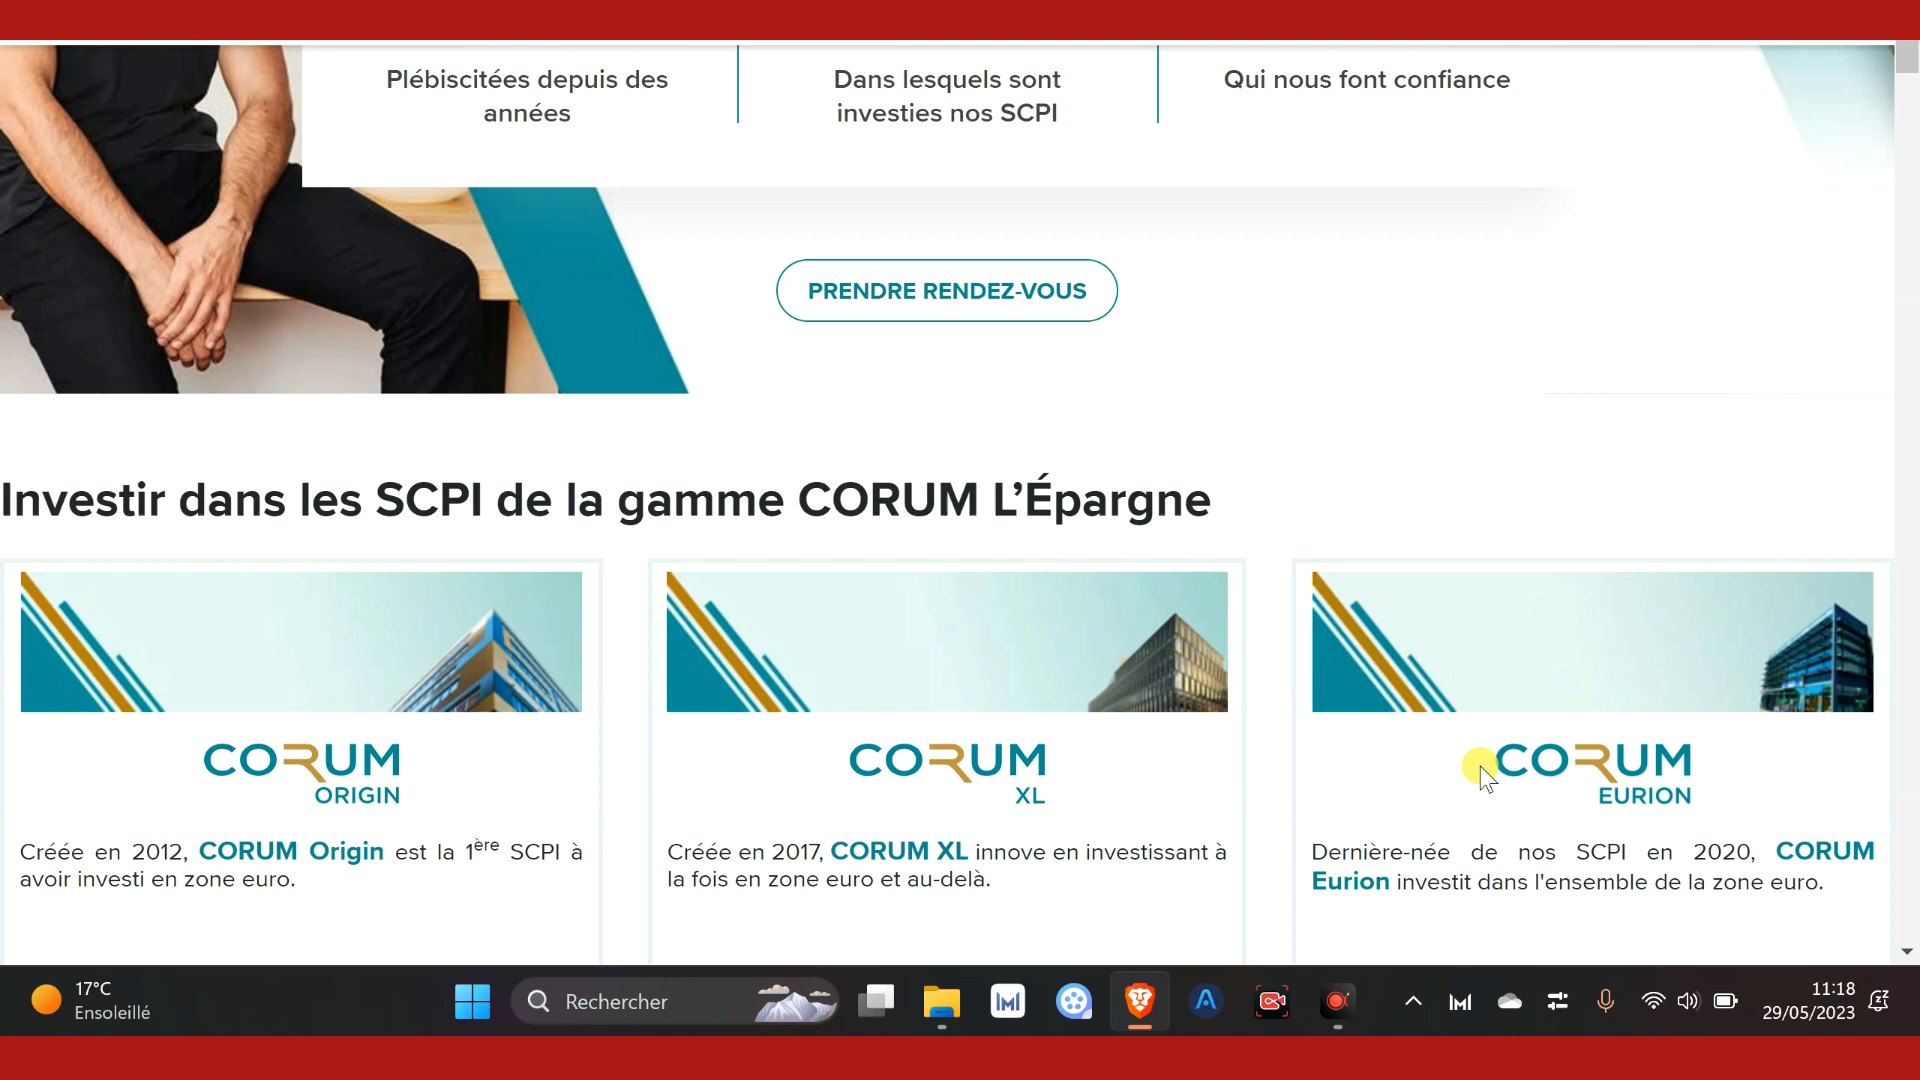 Plébiscitées depuis des
années
Dans lesquels sont
investies nos SCPI
Qui nous font confiance
PRENDRE RENDEZ-VOUS
Investir dans les SCPI de la gamme CORUM L’Épargne
CORUM
ORIGIN
Créée en 2012, CORUM Origin est la 1ère SCPI à
avoir investi en zone euro.
CORUM
XL
Créée en 2017, CORUM XL innove en investissant à
la fois en zone euro et au-delà.
CORUM
EURION
Dernière-née de nos SCPI en 2020, CORUM
Eurion investit dans l'ensemble de la zone euro.
17°C
Ensoleillé
Rechercher
11:18
29/05/2023